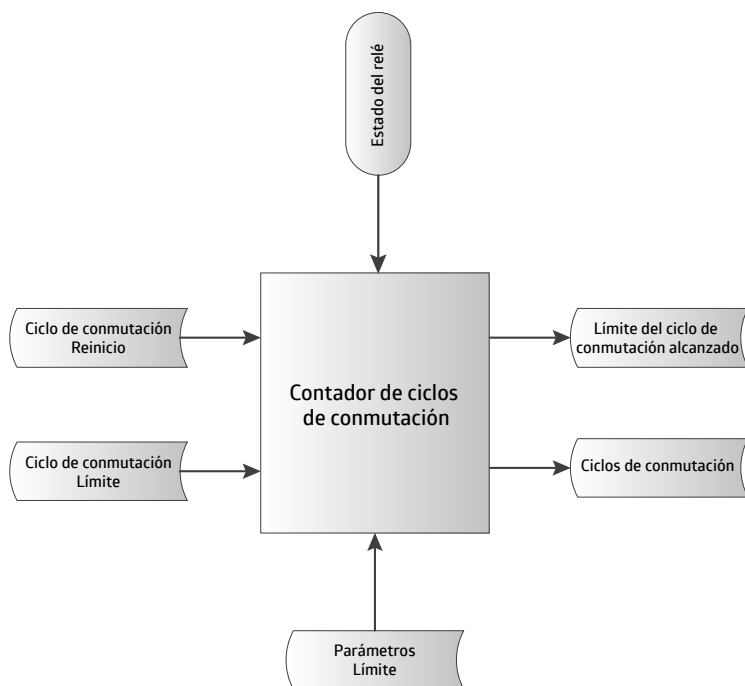 Estado del relé
Ciclo de conmutación
Reinicio
Límite del ciclo de
conmutación alcanzado
Contador de ciclos
de conmutación
Ciclo de conmutación
Límite
Ciclos de conmutación
Parámetros
Límite